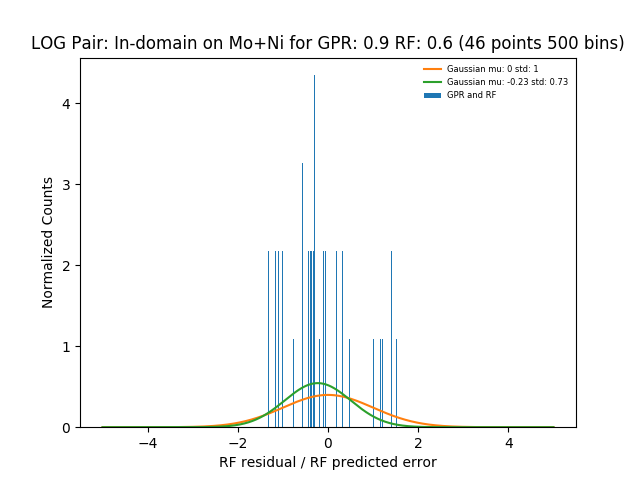 LOG Pair: In-domain on Mo+Ni for GPR: 0.9 RF: 0.6 (46 points 500 bins)
Gaussian mu: 0 std: 1
Gaussian mu: -0.23 std: 0.73
GPR and RF
Normalized Counts
4
3
2
1
0
−4
−2
0
2
4
RF residual / RF predicted error